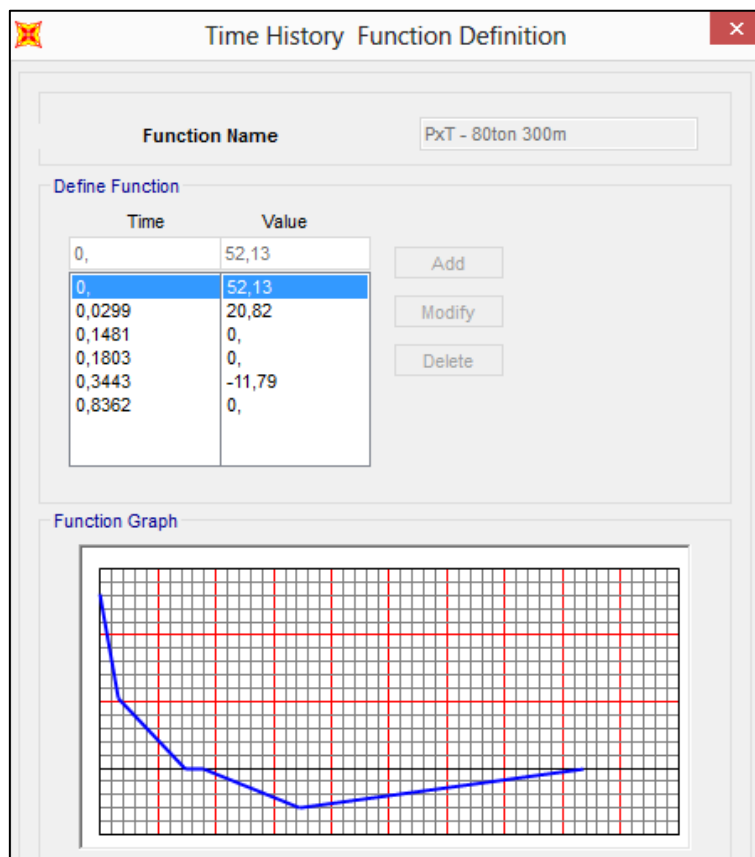 Time History Function Definition
Function Name PxT - 80ton 300m
Define Function
Time Value
0, 52,13
Add
0, 52,13
0,0299 20,82
Modify
0,1481 0,
0,1803 0,
Delete
0,3443 -11,79
0,8362 0,
Function Graph